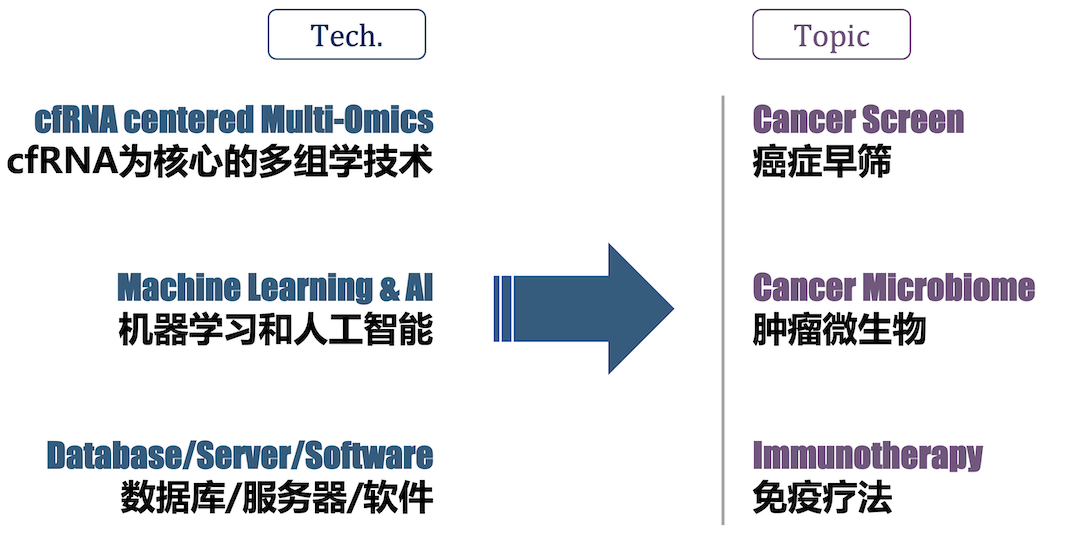 Tech.
cfRNA centered Multi-Omics
cfRNA为核心的多组学技术
Machine Learning & AI
机器学习和人工智能
Database/Server/Software
数据库/服务器/软件
Topic
Cancer Screen
癌症早筛
Cancer Microbiome
肿瘤微生物
Immunotherapy
免疫疗法